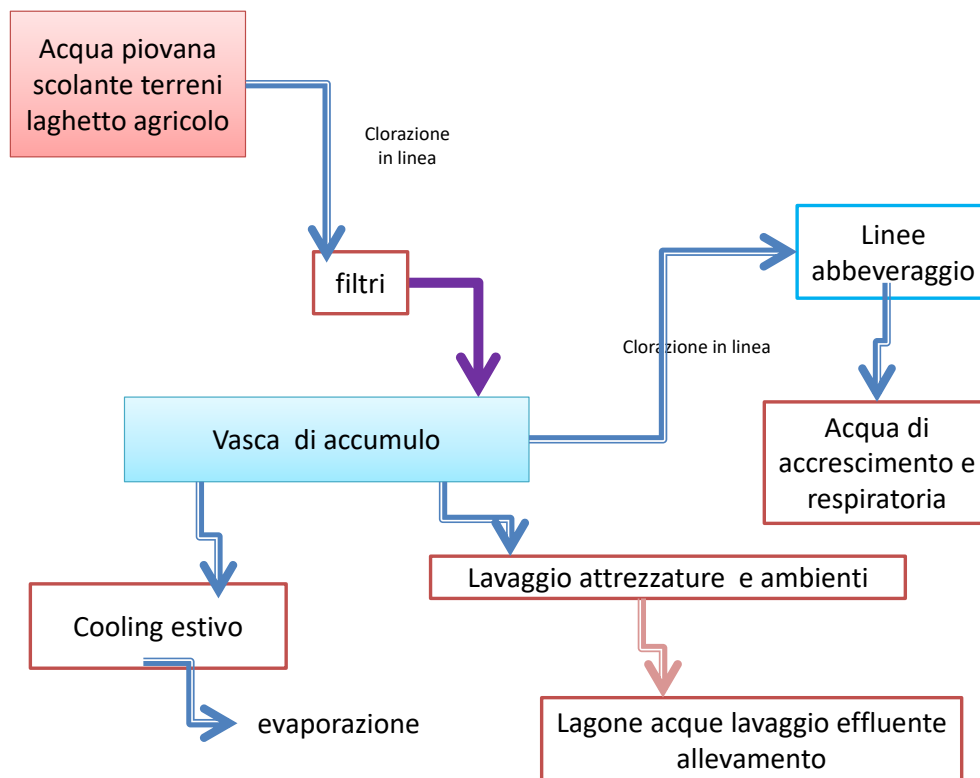 Acqua piovana
scolante terreni
laghetto agricolo
Clorazione
in linea
filtri
Linee
abbeveraggio
Clorazione in linea
Vasca di accumulo
Acqua di
accrescimento e
respiratoria
Lavaggio attrezzature e ambienti
Cooling estivo
evaporazione
Lagone acque lavaggio effluente
allevamento